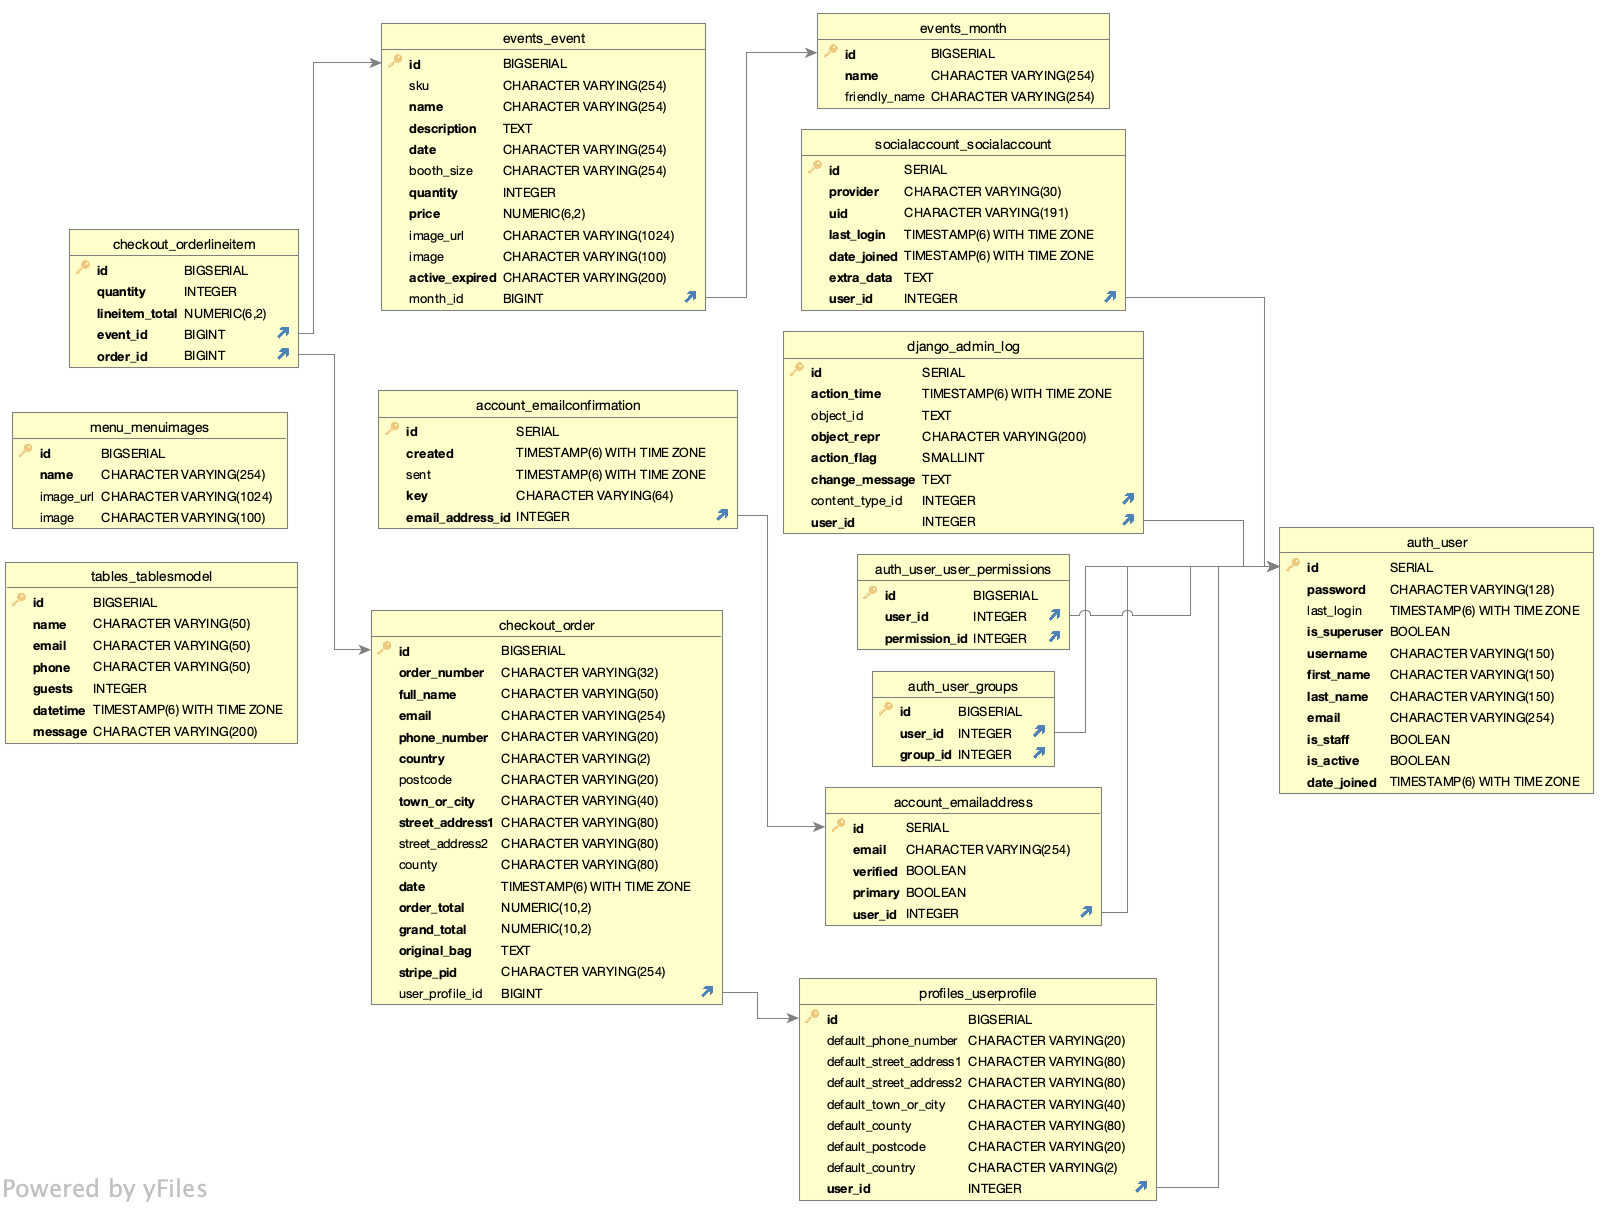 events_event
id BIGSERIAL
sku CHARACTER VARYING(254)
name CHARACTER VARYING(254)
description TEXT
date CHARACTER VARYING(254)
booth_size CHARACTER VARYING(254)
quantity INTEGER
price NUMERIC(6,2)
image_url CHARACTER VARYING(1024)
image CHARACTER VARYING(100)
active_expired CHARACTER VARYING(200)
month_id BIGINT
events_month
id BIGSERIAL
name CHARACTER VARYING(254)
friendly_name CHARACTER VARYING(254)
socialaccount_socialaccount
id SERIAL
provider CHARACTER VARYING(30)
uid CHARACTER VARYING(191)
last_login TIMESTAMP(6) WITH TIME ZONE
date_joined TIMESTAMP(6) WITH TIME ZONE
extra_data TEXT
user_id INTEGER
checkout_orderlineitem
id BIGSERIAL
quantity INTEGER
lineitem_total NUMERIC(6,2)
event_id BIGINT
order_id BIGINT
django_admin_log
id SERIAL
action_time TIMESTAMP(6) WITH TIME ZONE
object_id TEXT
object_repr CHARACTER VARYING(200)
action_flag SMALLINT
change_message TEXT
content_type_id INTEGER
user_id INTEGER
account_emailconfirmation
id SERIAL
created TIMESTAMP(6) WITH TIME ZONE
sent TIMESTAMP(6) WITH TIME ZONE
key CHARACTER VARYING(64)
email_address_id INTEGER
menu_menuimages
id BIGSERIAL
name CHARACTER VARYING(254)
image_url CHARACTER VARYING(1024)
image CHARACTER VARYING(100)
auth_user
id SERIAL
password CHARACTER VARYING(128)
last_login TIMESTAMP(6) WITH TIME ZONE
is_superuser BOOLEAN
username CHARACTER VARYING(150)
first_name CHARACTER VARYING(150)
last_name CHARACTER VARYING(150)
email CHARACTER VARYING(254)
is_staff BOOLEAN
is_active BOOLEAN
date_joined TIMESTAMP(6) WITH TIME ZONE
auth_user_user_permissions
id BIGSERIAL
user_id INTEGER
permission_id INTEGER
tables_tablesmodel
id BIGSERIAL
name CHARACTER VARYING(50)
email CHARACTER VARYING(50)
phone CHARACTER VARYING(50)
guests INTEGER
datetime TIMESTAMP(6) WITH TIME ZONE
message CHARACTER VARYING(200)
checkout_order
id BIGSERIAL
order_number CHARACTER VARYING(32)
full_name CHARACTER VARYING(50)
email CHARACTER VARYING(254)
phone_number CHARACTER VARYING(20)
country CHARACTER VARYING(2)
postcode CHARACTER VARYING(20)
town_or_city CHARACTER VARYING(40)
street_address1 CHARACTER VARYING(80)
street_address2 CHARACTER VARYING(80)
county CHARACTER VARYING(80)
date TIMESTAMP(6) WITH TIME ZONE
order_total NUMERIC(10,2)
grand_total NUMERIC(10,2)
original_bag TEXT
stripe_pid CHARACTER VARYING(254)
user_profile_id BIGINT
auth_user_groups
id BIGSERIAL
user_id INTEGER
group_id INTEGER
account_emailaddress
id SERIAL
email CHARACTER VARYING(254)
verified BOOLEAN
primary BOOLEAN
user_id INTEGER
profiles_userprofile
id BIGSERIAL
default_phone_number CHARACTER VARYING(20)
default_street_address1 CHARACTER VARYING(80)
default_street_address2 CHARACTER VARYING(80)
default_town_or_city CHARACTER VARYING(40)
default_county CHARACTER VARYING(80)
default_postcode CHARACTER VARYING(20)
default_country CHARACTER VARYING(2)
user_id INTEGER
Powered by yFiles